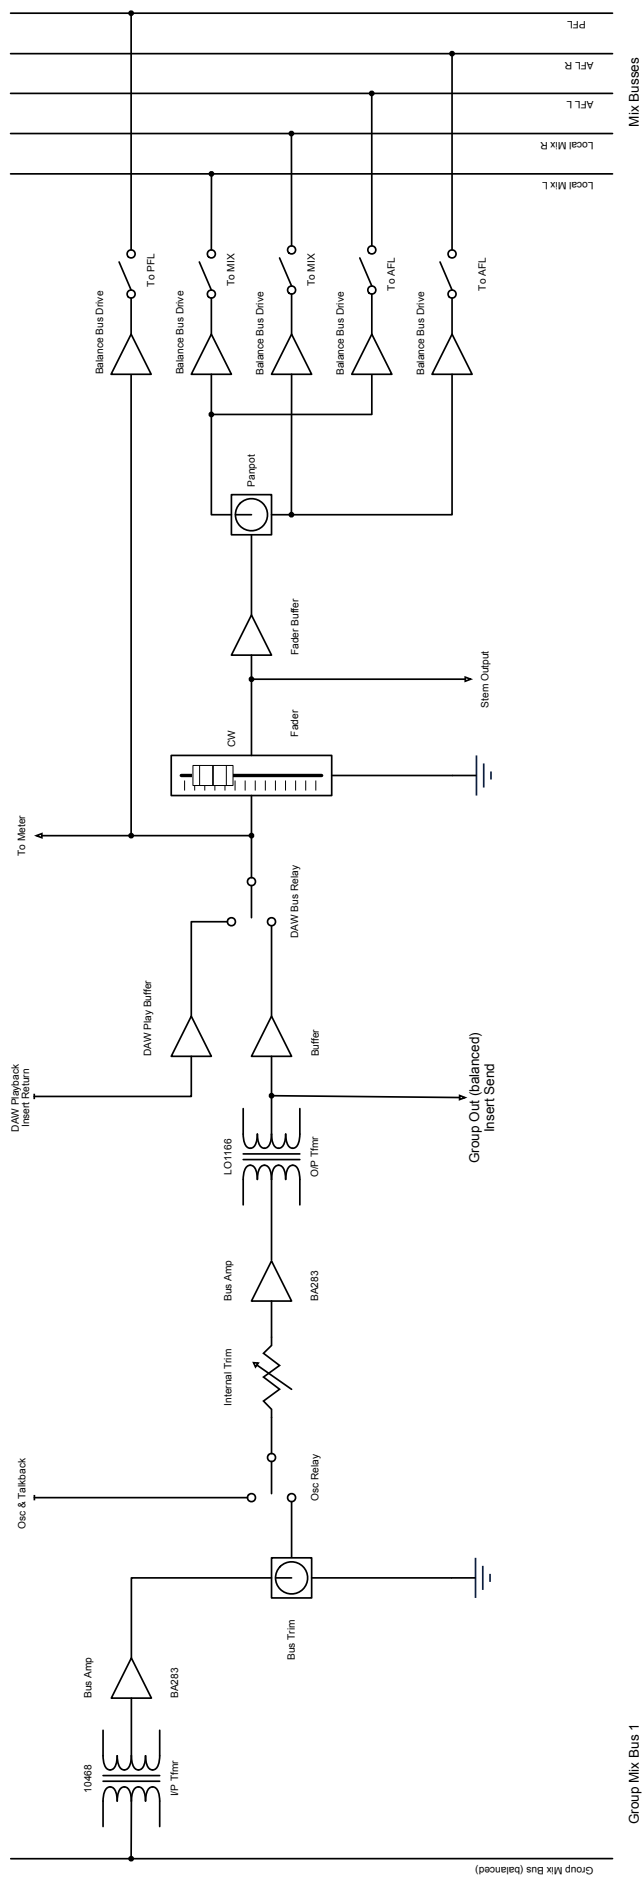 PFL
AFL R
AFL L
Local Mix R
Local Mix L
Mix Busses
To PFL
To MIX
To MIX
To AFL
To AFL
Balance Bus Drive
Balance Bus Drive
Balance Bus Drive
Balance Bus Drive
Balance Bus Drive
Panpot
Fader Buffer
Stem Output
CW
Fader
To Meter
DAW Bus Relay
DAW Play Buffer
Buffer
DAW Playback
Insert Return
Group Out (balanced)
Insert Send
LO1166
O/P Tfmr
Bus Amp
BA283
Internal Trim
Osc & Talkback
Osc Relay
Bus Trim
Bus Amp
BA283
10468
I/P Tfmr
Group Mix Bus 1
Group Mix Bus (balanced)